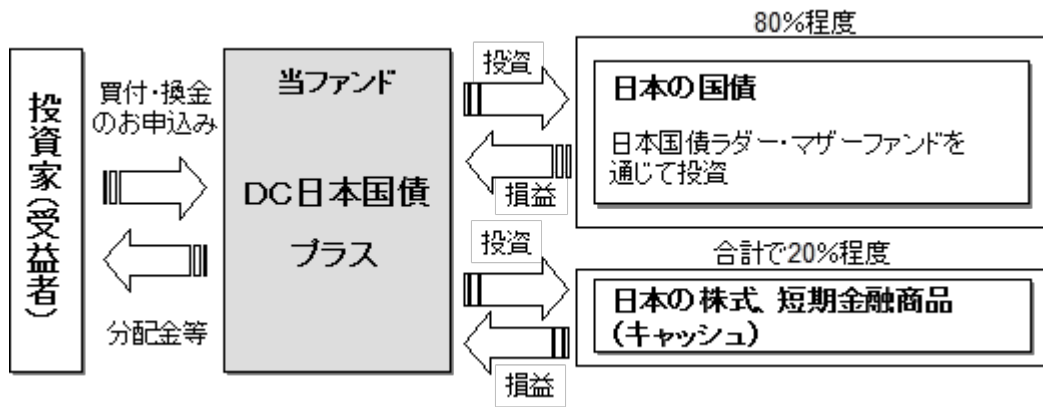 投資家(受益者)
買付・換金
のお申込み
分配金等
当ファンド
DC日本国債
プラス
投資
損益
投資
損益
80%程度
日本の国債
日本国債ラダー・マザーファンドを
通じて投資
合計で20%程度
日本の株式、短期金融商品
(キャッシュ)